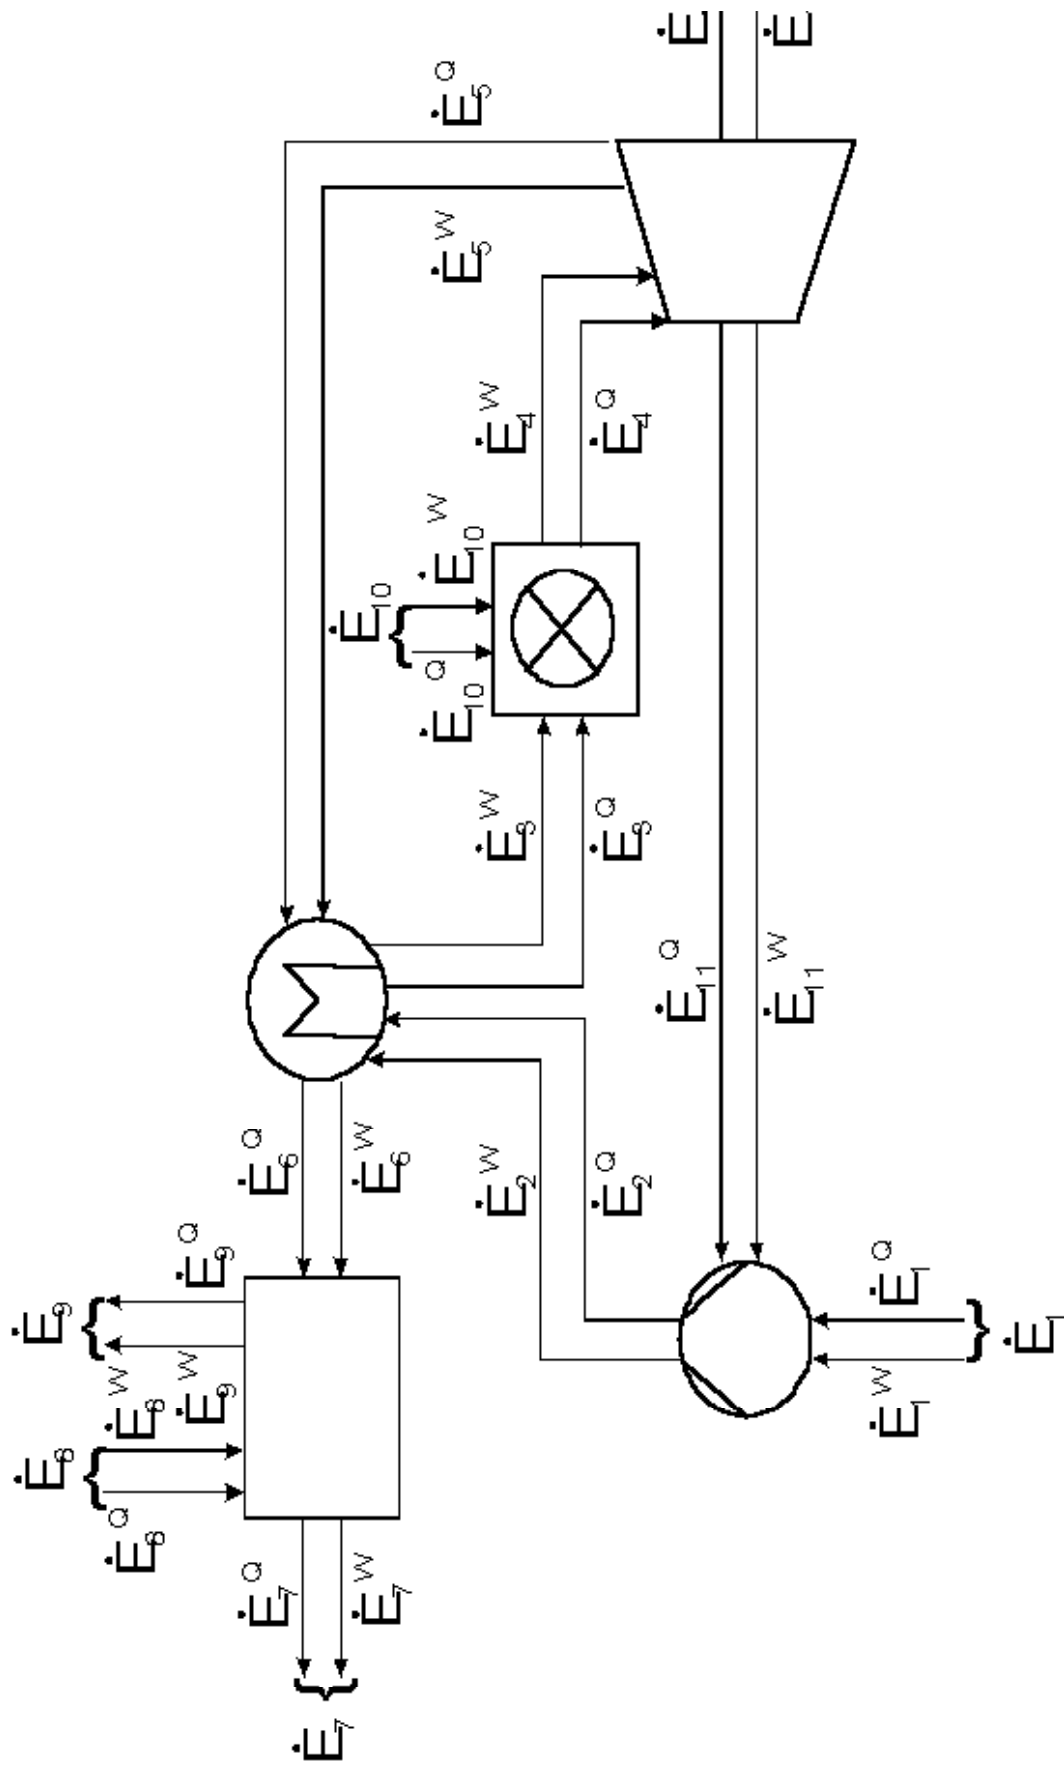 Ė₈ Ė₉
Ė₈^Q Ė₈^W
Ė₉^W Ė₉^Q
Ė₇^Q Ė₆^Q
Ė₇
Ė₁₀
Ė₇^W Ė₆^W
Ė₁₀^Q Ė₁₀^W Ė₅^W Ė₅^Q
Ė₂^W Ė₃^W Ė₄^W
Ė₂^Q Ė₃^Q Ė₄^Q
Ė₁₁^Q Ė
Ė₁₁^W Ė
Ė₁^W Ė₁^Q
Ė₁